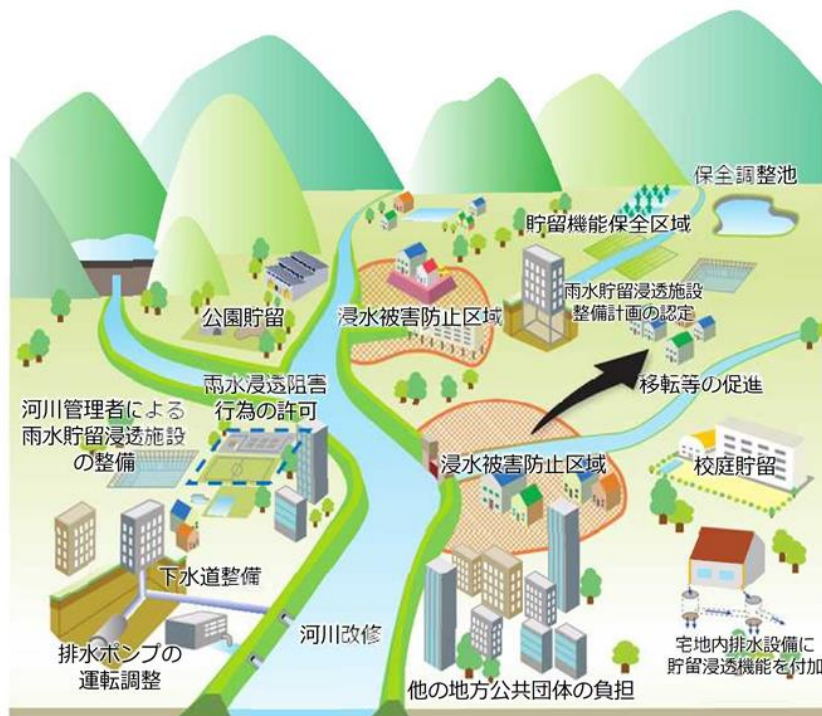 保全調整池
貯留機能保全区域
雨水貯留浸透施設
整備計画の認定
公園貯留
浸水被害防止区域
雨水浸透阻害
行為の許可
移転等の促進
河川管理者による
雨水貯留浸透施設
の整備
浸水被害防止区域
校庭貯留
下水道整備
河川改修
排水ポンプの
運転調整
他の地方公共団体の負担
宅地内排水設備に
貯留浸透機能を付加